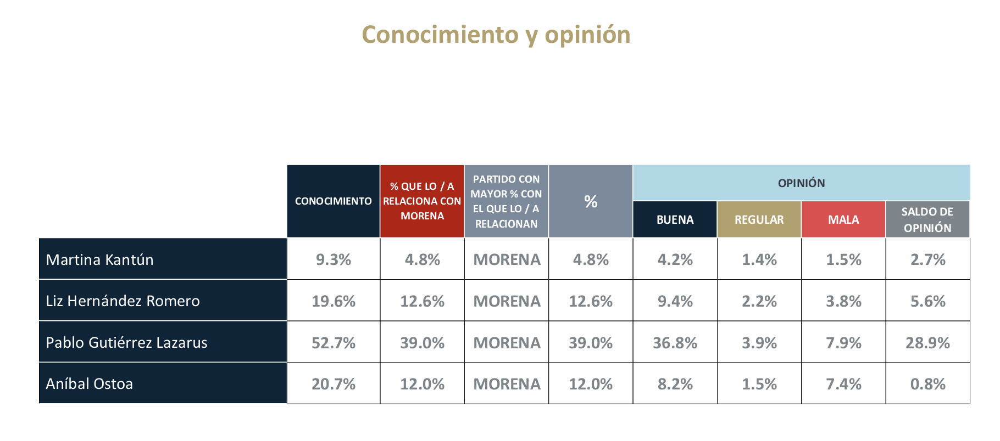 Conocimiento y opinión
CONOCIMIENTO
% QUE LO / A
RELACIONA CON
MORENA
PARTIDO CON
MAYOR % CON
EL QUE LO / A
RELACIONAN
%
OPINIÓN
BUENA REGULAR MALA SALDO DE
OPINIÓN
Martina Kantún 9.3% 4.8% MORENA 4.8% 4.2% 1.4% 1.5% 2.7%
Liz Hernández Romero 19.6% 12.6% MORENA 12.6% 9.4% 2.2% 3.8% 5.6%
Pablo Gutiérrez Lazarus 52.7% 39.0% MORENA 39.0% 36.8% 3.9% 7.9% 28.9%
Aníbal Ostoa 20.7% 12.0% MORENA 12.0% 8.2% 1.5% 7.4% 0.8%